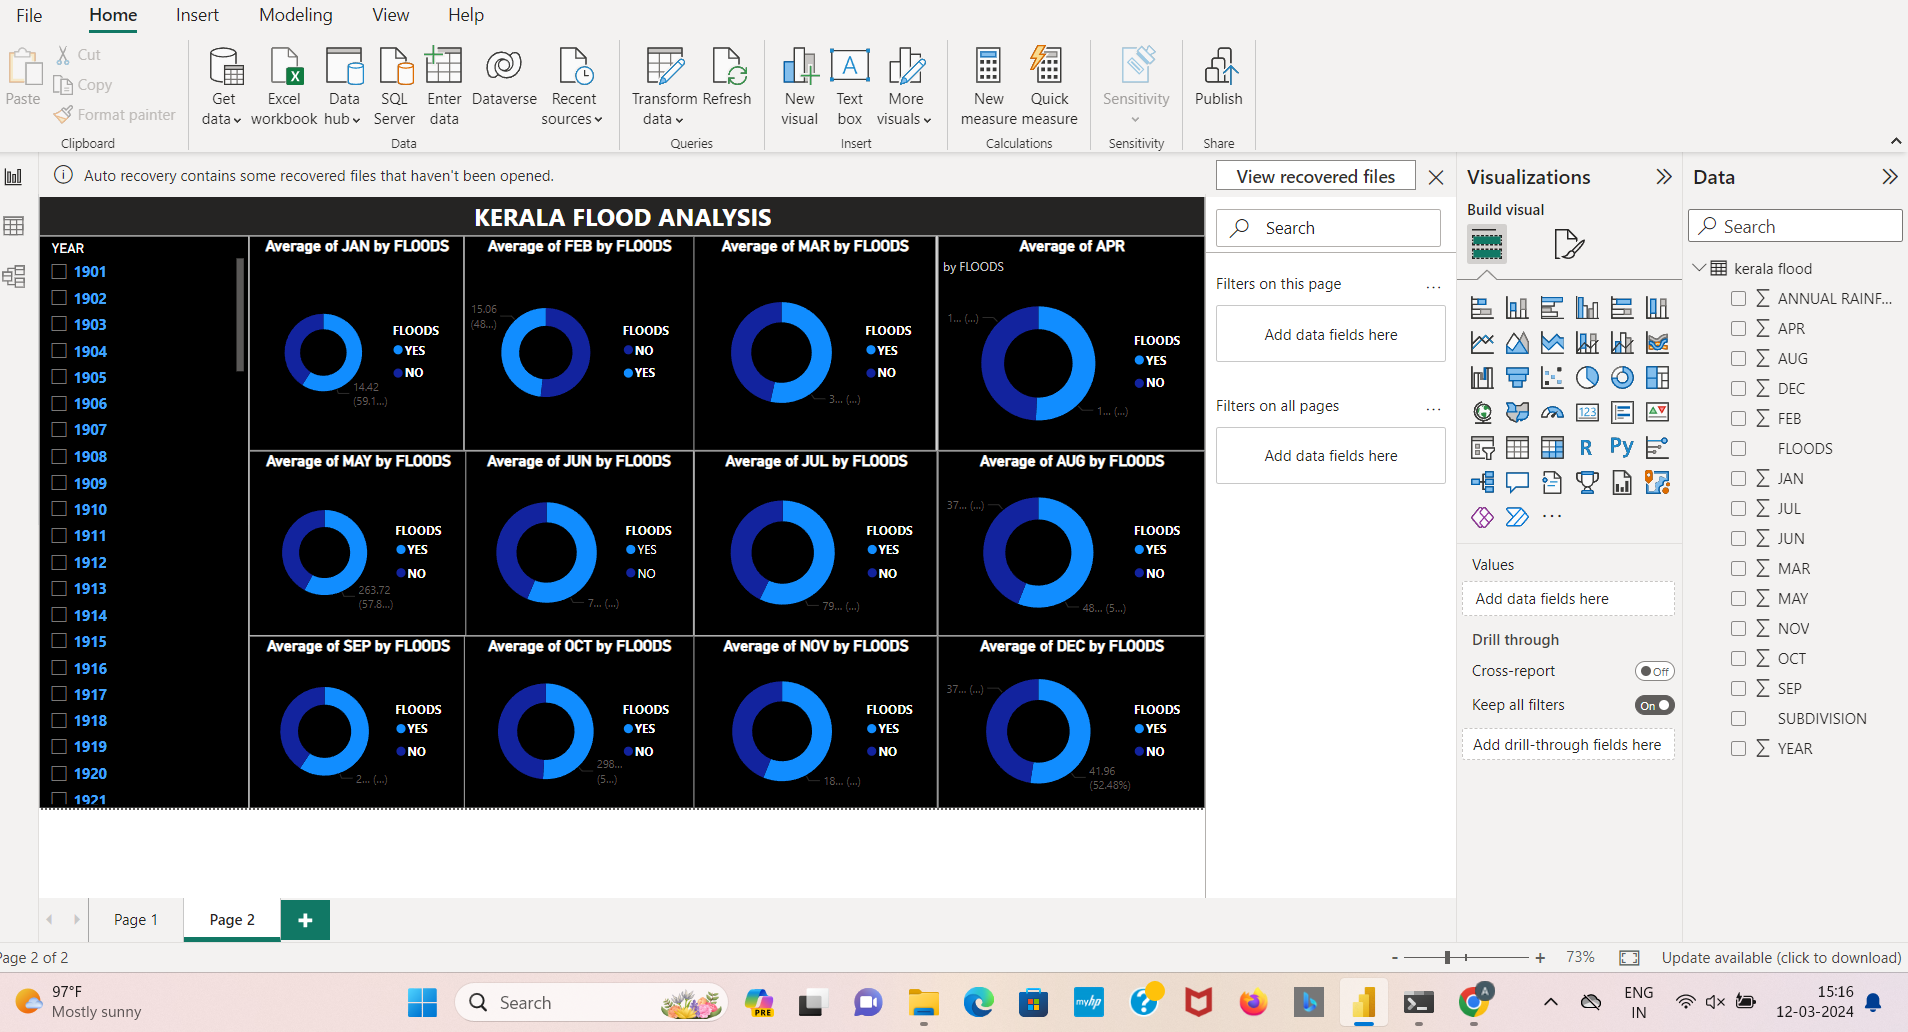 File Home Insert Modeling View Help
Paste
Cut
Copy
Format painter
Clipboard
Get data
Excel workbook
Data hub
SQL Server
Enter data
Dataverse
Recent sources
Data
Transform data
Refresh
Queries
New visual
Text box
More visuals
Insert
New measure
Quick measure
Calculations
Sensitivity
Sensitivity
Publish
Share
Auto recovery contains some recovered files that haven't been opened.
View recovered files
KERALA FLOOD ANALYSIS
YEAR
1901
1902
1903
1904
1905
1906
1907
1908
1909
1910
1911
1912
1913
1914
1915
1916
1917
1918
1919
1920
1921
Average of JAN by FLOODS
FLOODS
YES
NO
14.42
(59.1...)
Average of FEB by FLOODS
15.06
(48...)
FLOODS
NO
YES
Average of MAR by FLOODS
FLOODS
YES
NO
3... (...)
Average of APR
by FLOODS
1... (...)
FLOODS
YES
NO
1... (...)
Average of MAY by FLOODS
FLOODS
YES
NO
263.72
(57.8...)
Average of JUN by FLOODS
FLOODS
YES
NO
7... (...)
Average of JUL by FLOODS
FLOODS
YES
NO
79... (...)
Average of AUG by FLOODS
37... (...)
FLOODS
YES
NO
48... (5...)
Average of SEP by FLOODS
FLOODS
YES
NO
2... (...)
Average of OCT by FLOODS
FLOODS
YES
NO
298...
(5...)
Average of NOV by FLOODS
FLOODS
YES
NO
18... (...)
Average of DEC by FLOODS
37... (...)
FLOODS
YES
NO
41.96
(52.48%)
Search
Filters on this page ...
Add data fields here
Filters on all pages ...
Add data fields here
Visualizations
Build visual
123
R
Py
...
Values
Add data fields here
Drill through
Cross-report Off
Keep all filters On
Add drill-through fields here
Data
Search
kerala flood
ANNUAL RAINF...
APR
AUG
DEC
FEB
FLOODS
JAN
JUL
JUN
MAR
MAY
NOV
OCT
SEP
SUBDIVISION
YEAR
Page 1 Page 2 +
Page 2 of 2
- + 73%
Update available (click to download)
97°F
Mostly sunny
Search
PRE
myhp
A
ENG
IN
15:16
12-03-2024